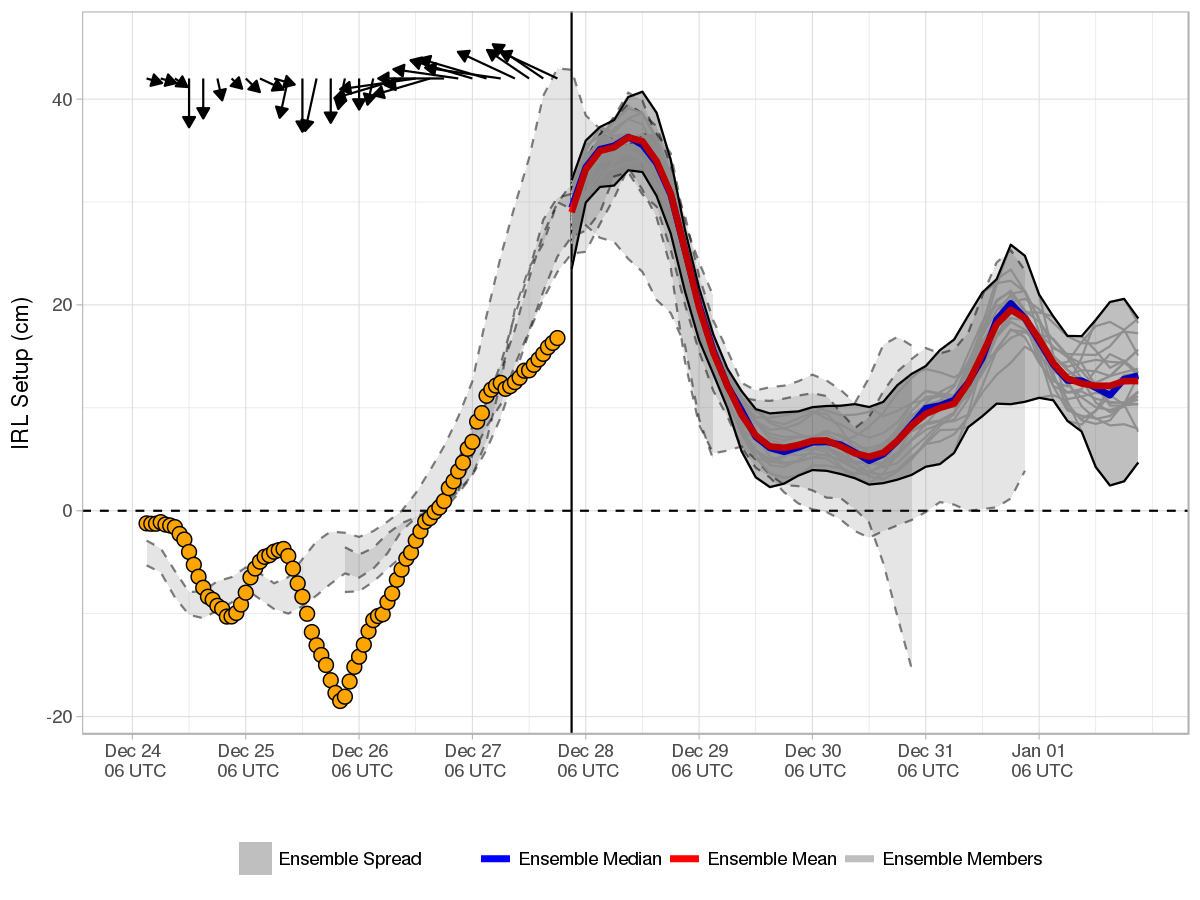 IRL Setup (cm)
40
20
0
-20
Dec 24 Dec 25 Dec 26 Dec 27 Dec 28 Dec 29 Dec 30 Dec 31 Jan 01
06 UTC 06 UTC 06 UTC 06 UTC 06 UTC 06 UTC 06 UTC 06 UTC 06 UTC
Ensemble Spread Ensemble Median Ensemble Mean Ensemble Members